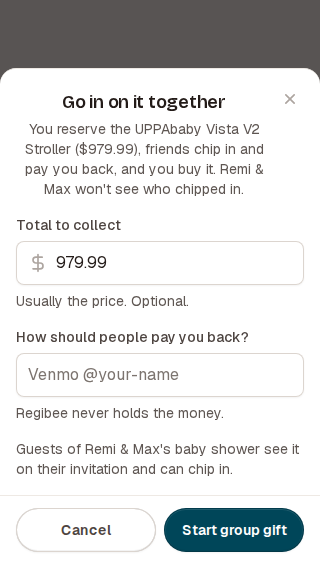 Go in on it together
You reserve the UPPAbaby Vista V2
Stroller ($979.99), friends chip in and
pay you back, and you buy it. Remi &
Max won't see who chipped in.
Total to collect
$ 979.99
Usually the price. Optional.
How should people pay you back?
Venmo @your-name
Regibee never holds the money.
Guests of Remi & Max's baby shower see it
on their invitation and can chip in.
Cancel
Start group gift